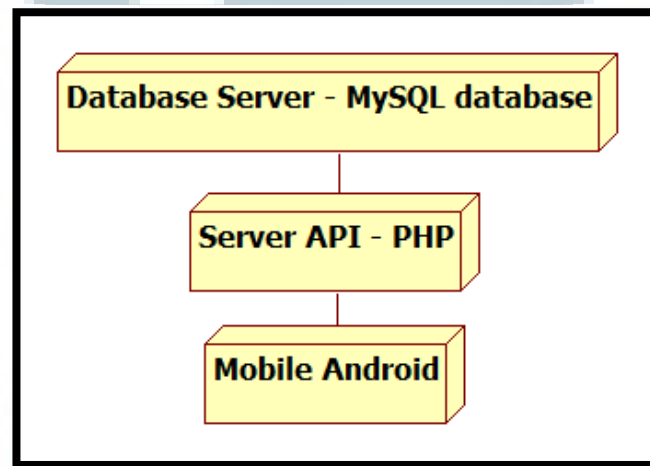 Database Server - MySQL database
Server API - PHP
Mobile Android